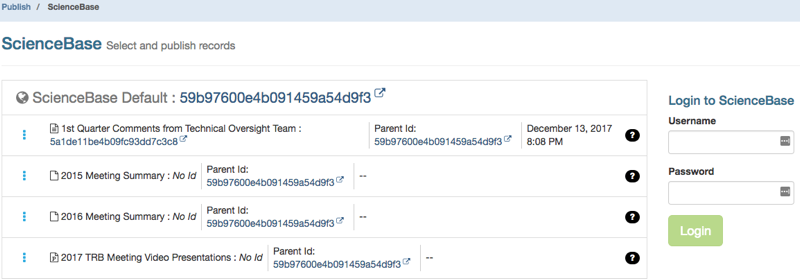 Publish / ScienceBase
ScienceBase Select and publish records
ScienceBase Default : 59b97600e4b091459a54d9f3
1st Quarter Comments from Technical Oversight Team :
5a1de11be4b09fc93dd7c3c8
Parent Id:
59b97600e4b091459a54d9f3
December 13, 2017
8:08 PM
?
2015 Meeting Summary : No Id
Parent Id:
59b97600e4b091459a54d9f3
--
?
2016 Meeting Summary : No Id
Parent Id:
59b97600e4b091459a54d9f3
--
?
2017 TRB Meeting Video Presentations : No Id
Parent Id:
59b97600e4b091459a54d9f3
--
?
Login to ScienceBase
Username
Password
Login